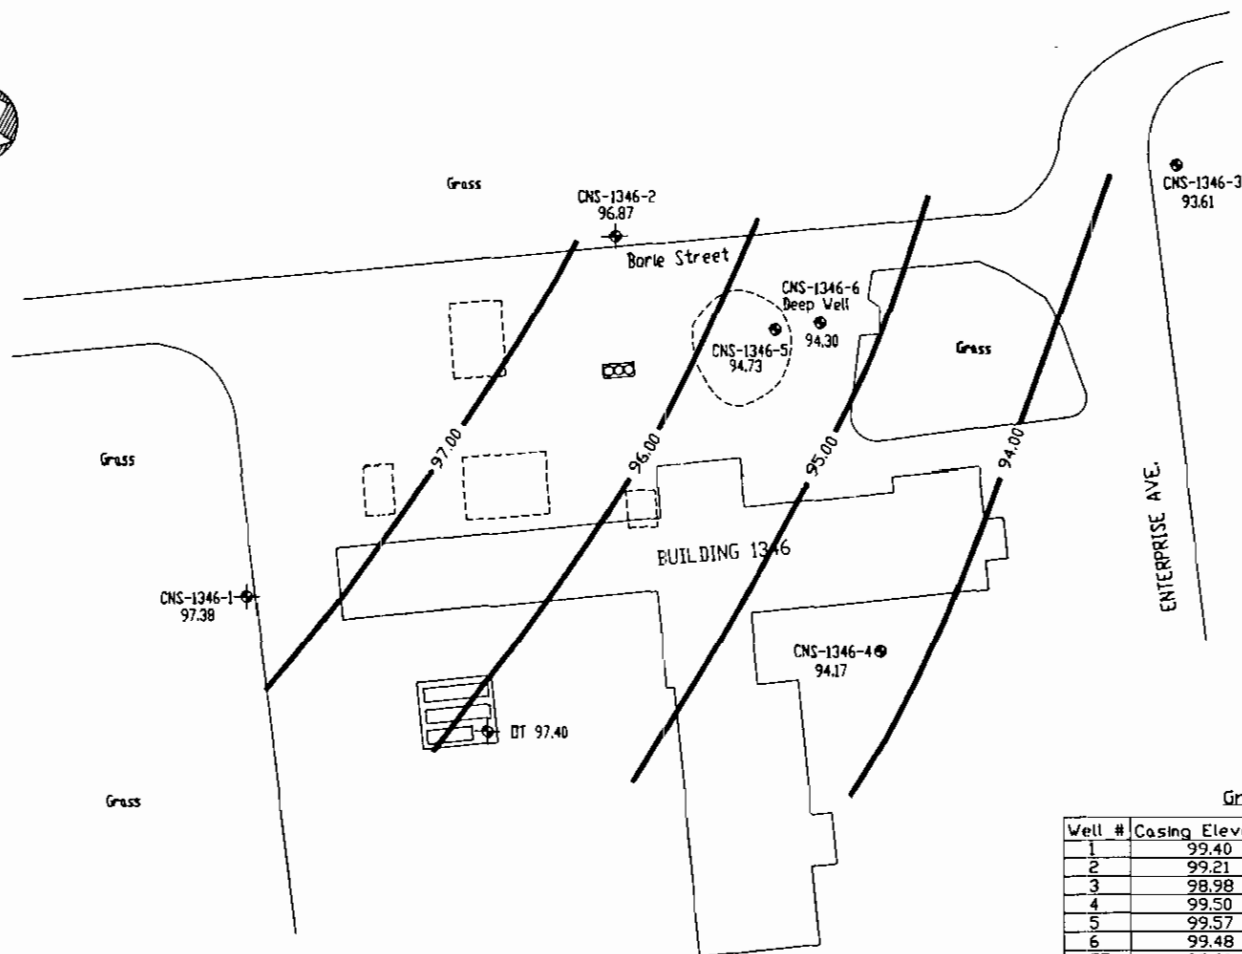 Grass
CNS-1346-2
96.87
Borie Street
CNS-1346-3
93.61
CNS-1346-6
Deep Well
94.30
CNS-1346-5
94.73
Grass
Grass
97.00
96.00
95.00
94.00
ENTERPRISE AVE.
BUILDING 1346
CNS-1346-1
97.38
CNS-1346-4
94.17
DT 97.40
Grass
Gr
Well # Casing Elev
1 99.40
2 99.21
3 98.98
4 99.50
5 99.57
6 99.48